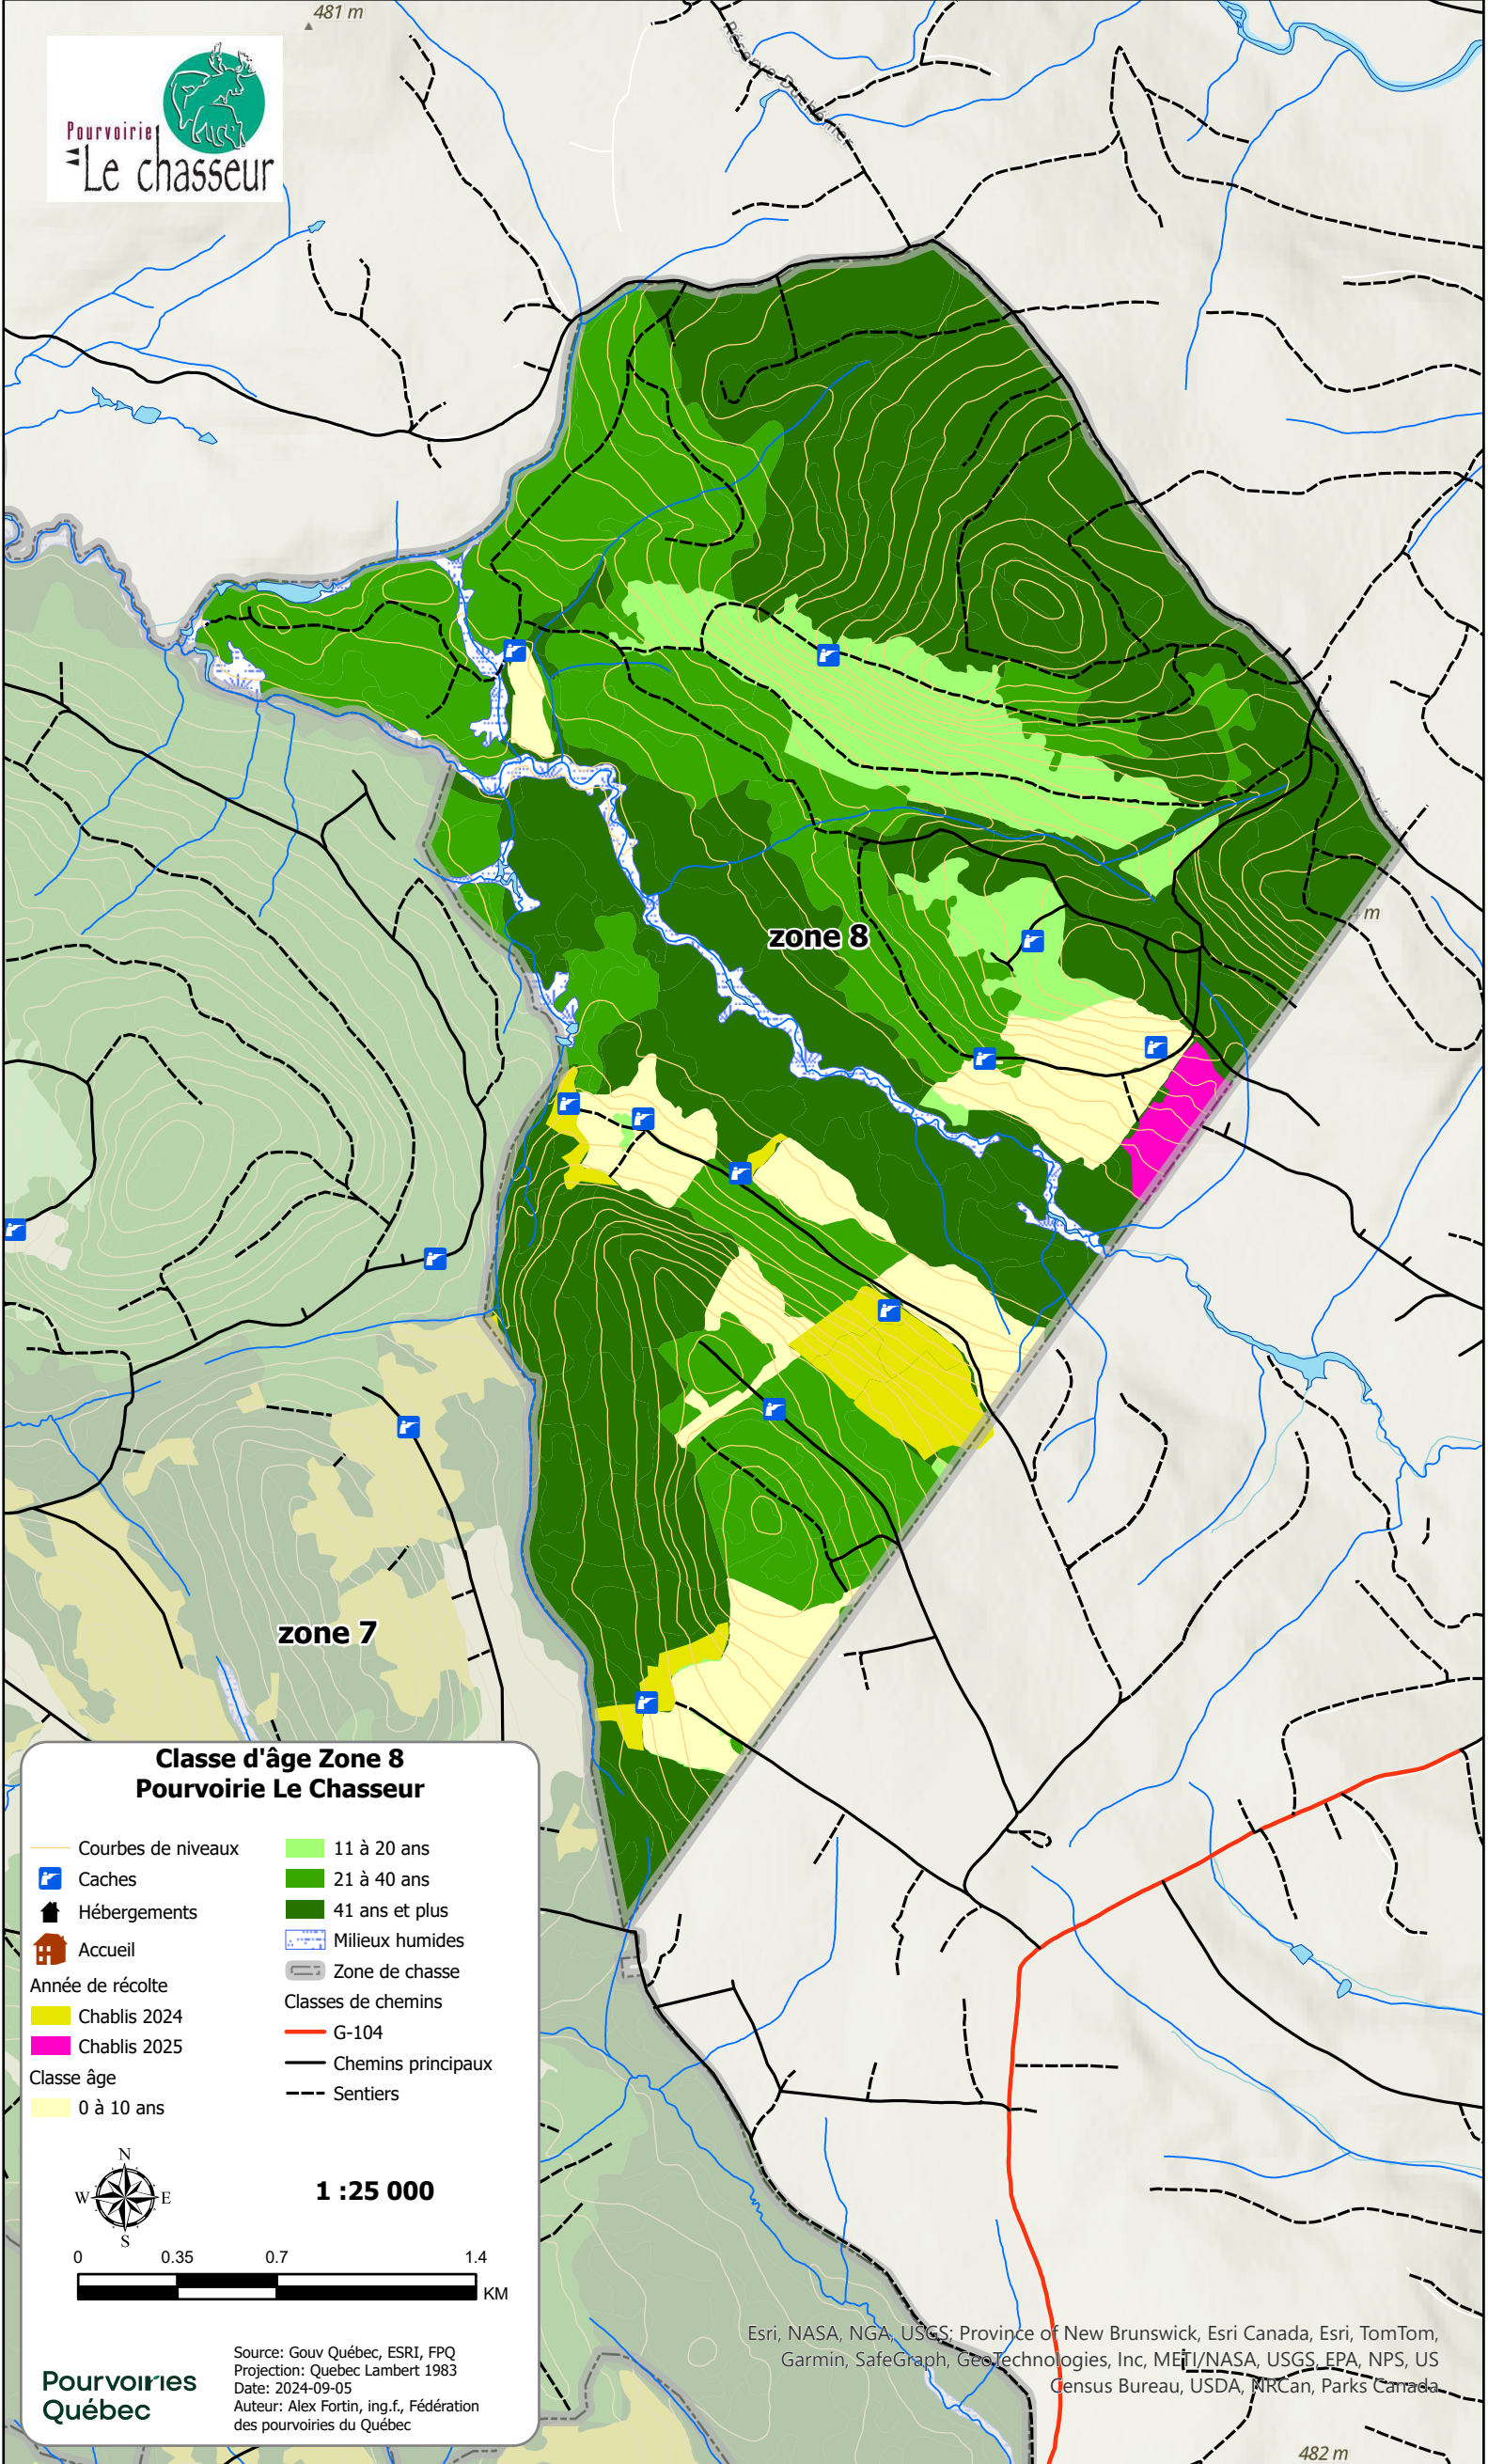 481 m
Pourvoirie
Le chasseur
Réserve Duchénier
zone 8
m
zone 7
Classe d'âge Zone 8
Pourvoirie Le Chasseur
Courbes de niveaux
Caches
Hébergements
Accueil
Année de récolte
Chablis 2024
Chablis 2025
Classe âge
0 à 10 ans
11 à 20 ans
21 à 40 ans
41 ans et plus
Milieux humides
Zone de chasse
Classes de chemins
G-104
Chemins principaux
Sentiers
N
W E
S
1 :25 000
0 0.35 0.7 1.4
KM
Pourvoiries
Québec
Source: Gouv Québec, ESRI, FPQ
Projection: Quebec Lambert 1983
Date: 2024-09-05
Auteur: Alex Fortin, ing.f., Fédération
des pourvoiries du Québec
Esri, NASA, NGA, USGS; Province of New Brunswick, Esri Canada, Esri, TomTom,
Garmin, SafeGraph, GeoTechnologies, Inc, METI/NASA, USGS, EPA, NPS, US
Census Bureau, USDA, NRCan, Parks Canada
482 m